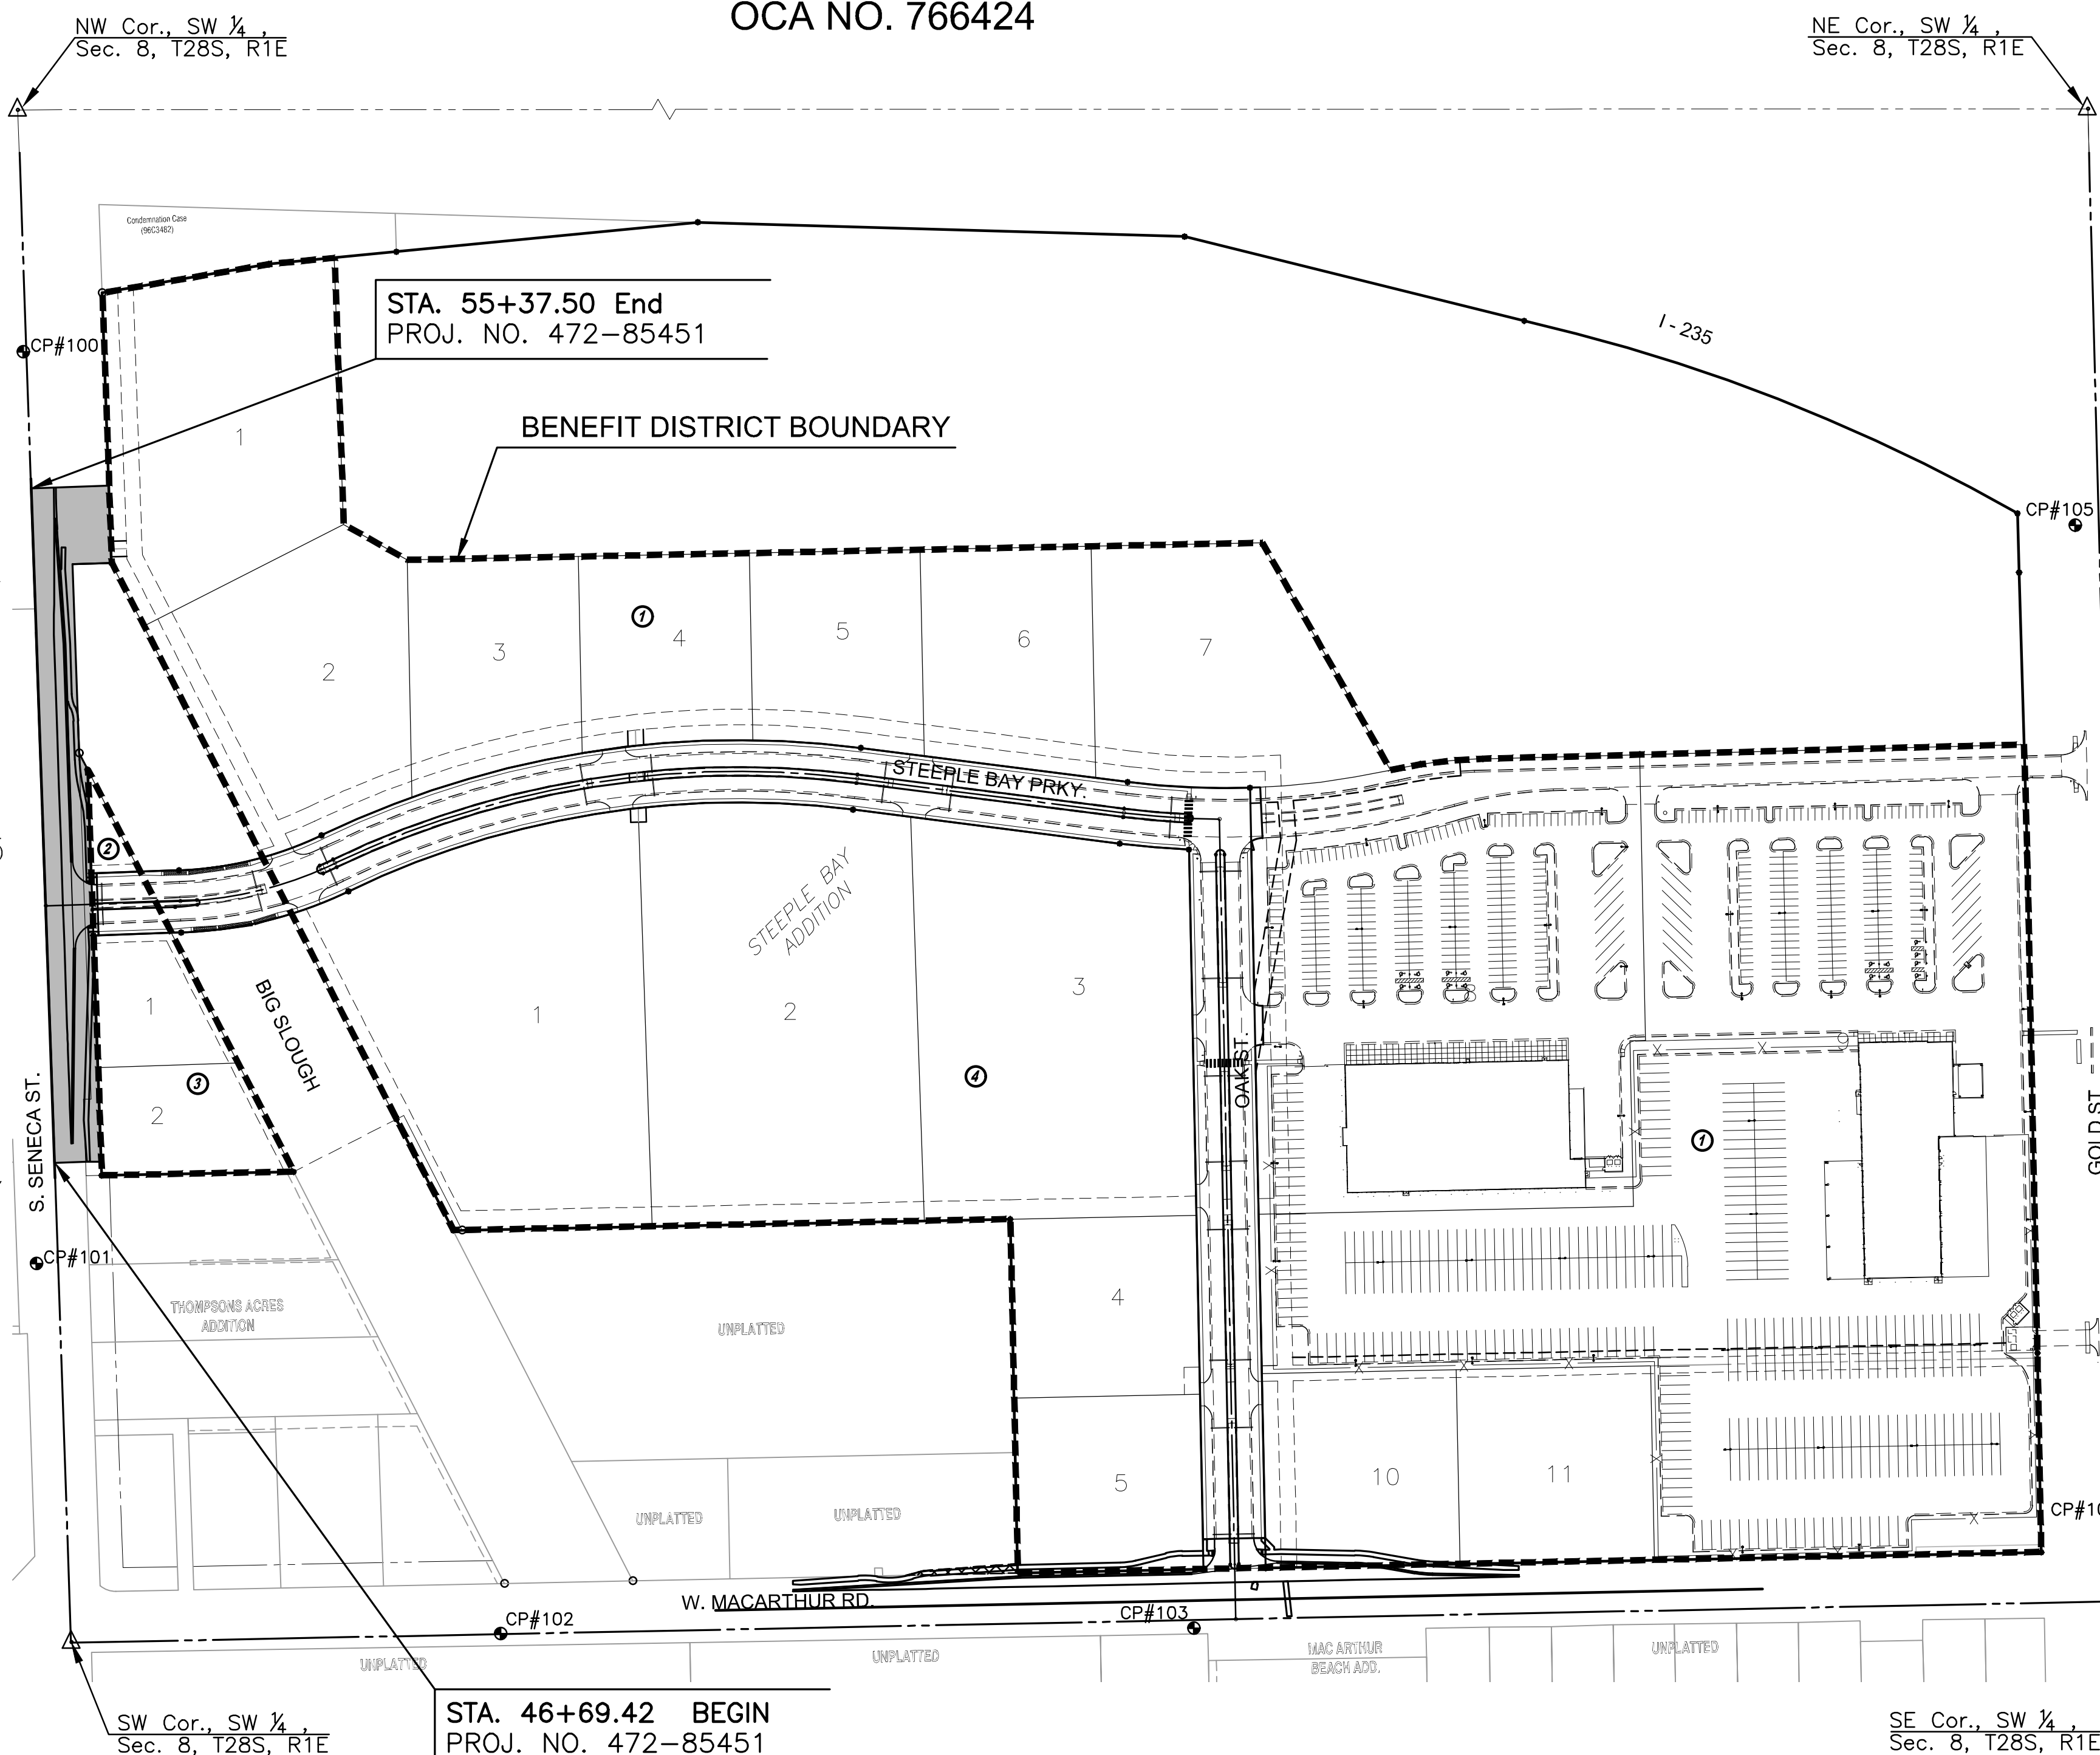 OCA NO. 766424
NW Cor., SW ¼ ,
Sec. 8, T28S, R1E
NE Cor., SW ¼ ,
Sec. 8, T28S, R1E
Condemnation Case
(96C3482)
STA. 55+37.50 End
PROJ. NO. 472-85451
I - 235
CP#100
BENEFIT DISTRICT BOUNDARY
1
CP#105
1
2
3
4
5
6
7
STEEPLE BAY PRKY.
2
STEEPLE BAY
ADDITION
BIG SLOUGH
1
1
2
3
8
9
OAK ST.
3
4
1
2
S. SENECA ST.
GOLD ST.
CP#101
THOMPSONS ACRES
ADDITION
UNPLATTED
4
5
10
11
UNPLATTED
UNPLATTED
CP#10
W. MACARTHUR RD.
CP#102
CP#103
UNPLATTED
UNPLATTED
MAC ARTHUR
BEACH ADD.
UNPLATTED
STA. 46+69.42 BEGIN
PROJ. NO. 472-85451
SW Cor., SW ¼ ,
Sec. 8, T28S, R1E
SE Cor., SW ¼ ,
Sec. 8, T28S, R1E